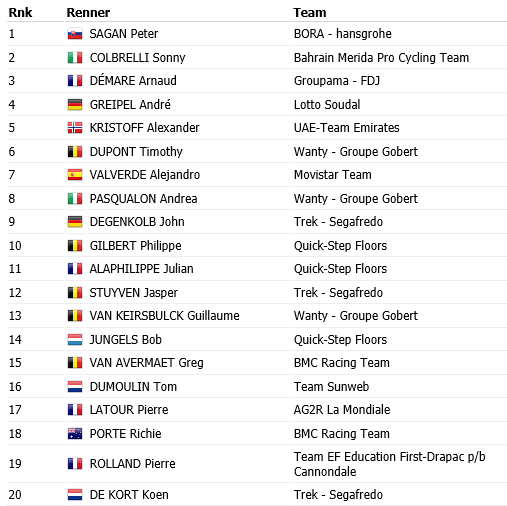 Rnk Renner Team
1 SAGAN Peter BORA - hansgrohe
2 COLBRELLI Sonny Bahrain Merida Pro Cycling Team
3 DÉMARE Arnaud Groupama - FDJ
4 GREIPEL André Lotto Soudal
5 KRISTOFF Alexander UAE-Team Emirates
6 DUPONT Timothy Wanty - Groupe Gobert
7 VALVERDE Alejandro Movistar Team
8 PASQUALON Andrea Wanty - Groupe Gobert
9 DEGENKOLB John Trek - Segafredo
10 GILBERT Philippe Quick-Step Floors
11 ALAPHILIPPE Julian Quick-Step Floors
12 STUYVEN Jasper Trek - Segafredo
13 VAN KEIRSBULCK Guillaume Wanty - Groupe Gobert
14 JUNGELS Bob Quick-Step Floors
15 VAN AVERMAET Greg BMC Racing Team
16 DUMOULIN Tom Team Sunweb
17 LATOUR Pierre AG2R La Mondiale
18 PORTE Richie BMC Racing Team
19 ROLLAND Pierre Team EF Education First-Drapac p/b
Cannondale
20 DE KORT Koen Trek - Segafredo